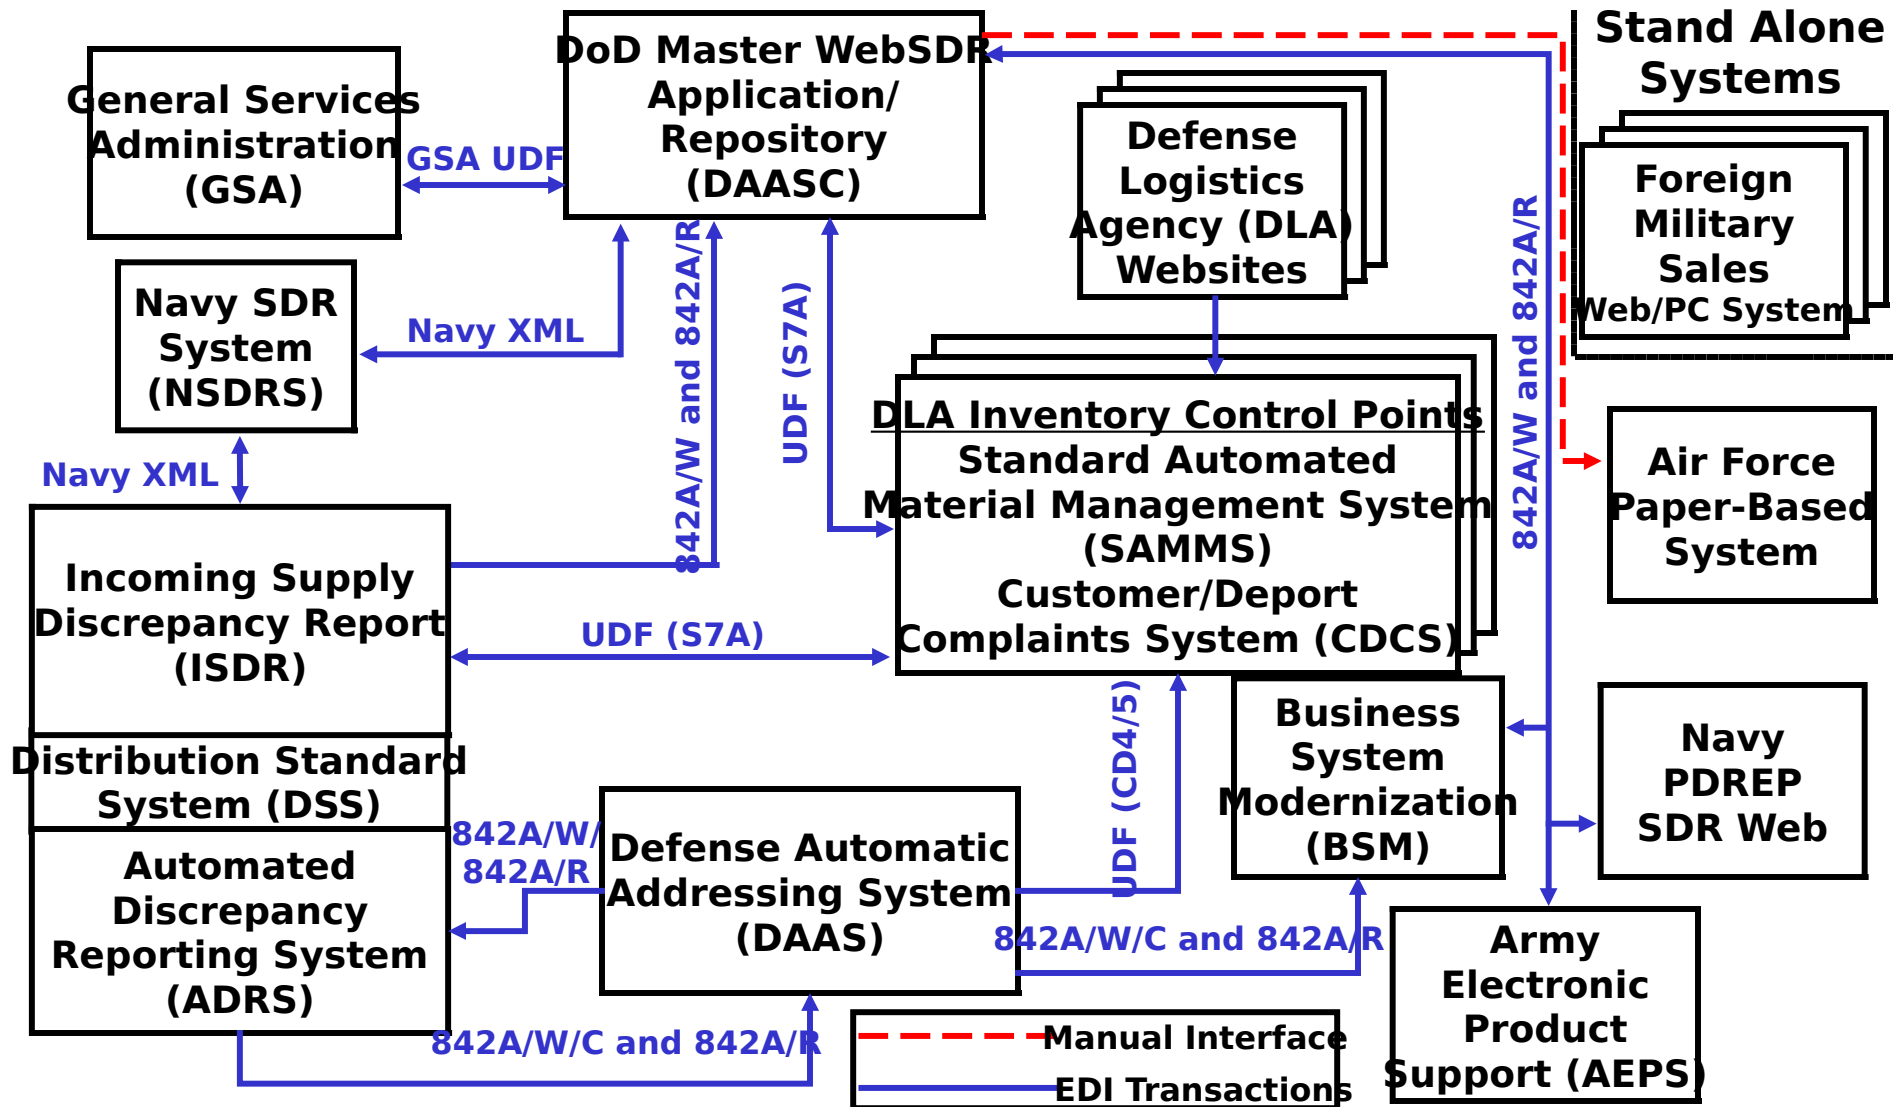 Stand Alone
Systems
DoD Master WebSDR
Application/
Repository
(DAASC)
General Services
Administration
(GSA)
GSA UDF
Defense
Logistics
Agency (DLA)
Websites
Foreign
Military
Sales
Web/PC System
Navy SDR
System
(NSDRS)
Navy XML
842A/W and 842A/R
UDF (S7A)
842A/W and 842A/R
Navy XML
DLA Inventory Control Points
Standard Automated
Material Management System
(SAMMS)
Customer/Deport
Complaints System (CDCS)
Air Force
Paper-Based
System
Incoming Supply
Discrepancy Report
(ISDR)
UDF (S7A)
Distribution Standard
System (DSS)
Automated
Discrepancy
Reporting System
(ADRS)
842A/W/
842A/R
Defense Automatic
Addressing System
(DAAS)
UDF (CD4/5)
Business
System
Modernization
(BSM)
Navy
PDREP
SDR Web
842A/W/C and 842A/R
Army
Electronic
Product
Support (AEPS)
842A/W/C and 842A/R
Manual Interface
EDI Transactions